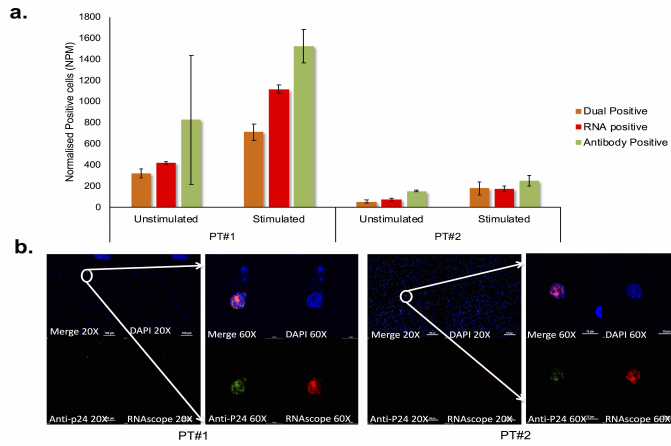 a.
Normalised Positive cells (NPM)
1800
1600
1400
1200
1000
800
600
400
200
0
Unstimulated Stimulated Unstimulated Stimulated
PT#1 PT#2
Dual Positive
RNA positive
Antibody Positive
b.
Merge 20X DAPI 20X Merge 60X DAPI 60X Merge 20X DAPI 20X Merge 60X DAPI 60X
Anti-p24 20X RNAscope 20X Anti-P24 60X RNAscope 60X Anti-P24 20X RNAscope 20X Anti-P24 60X RNAscope 60X
PT#1 PT#2